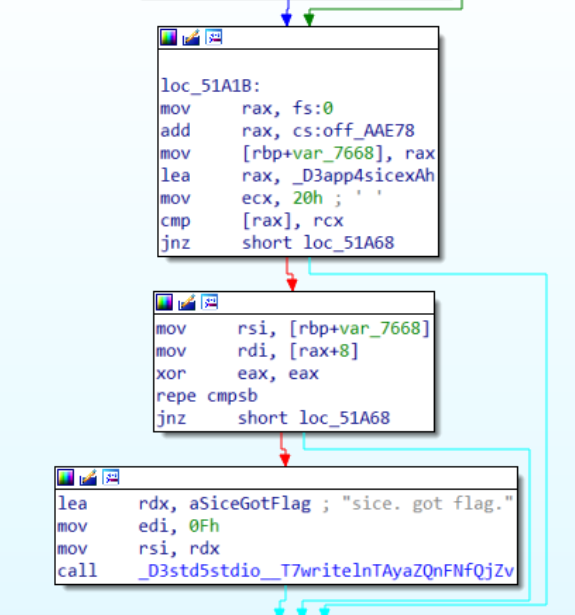 loc_51A1B:
mov rax, fs:0
add rax, cs:off_AAE78
mov [rbp+var_7668], rax
lea rax, _D3app4sicexAh
mov ecx, 20h ; ' '
cmp [rax], rcx
jnz short loc_51A68
mov rsi, [rbp+var_7668]
mov rdi, [rax+8]
xor eax, eax
repe cmpsb
jnz short loc_51A68
lea rdx, aSiceGotFlag ; "sice. got flag."
mov edi, 0Fh
mov rsi, rdx
call _D3std5stdio__T7writelnTAyaZQnFNfQjZv